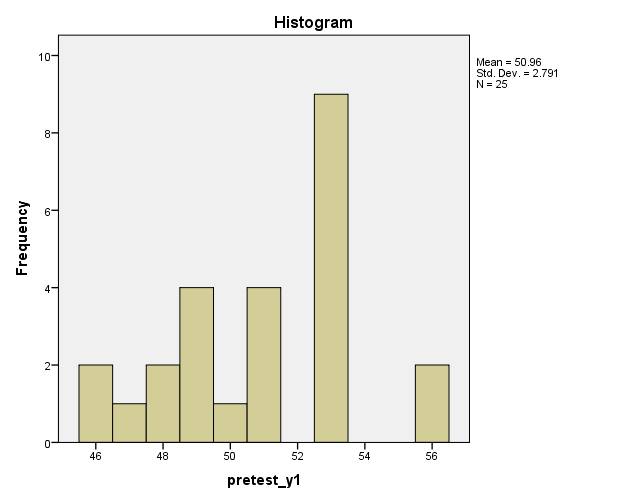 Histogram
Mean = 50.96
Std. Dev. = 2.791
N = 25
Frequency
10
8
6
4
2
0
46 48 50 52 54 56
pretest_y1